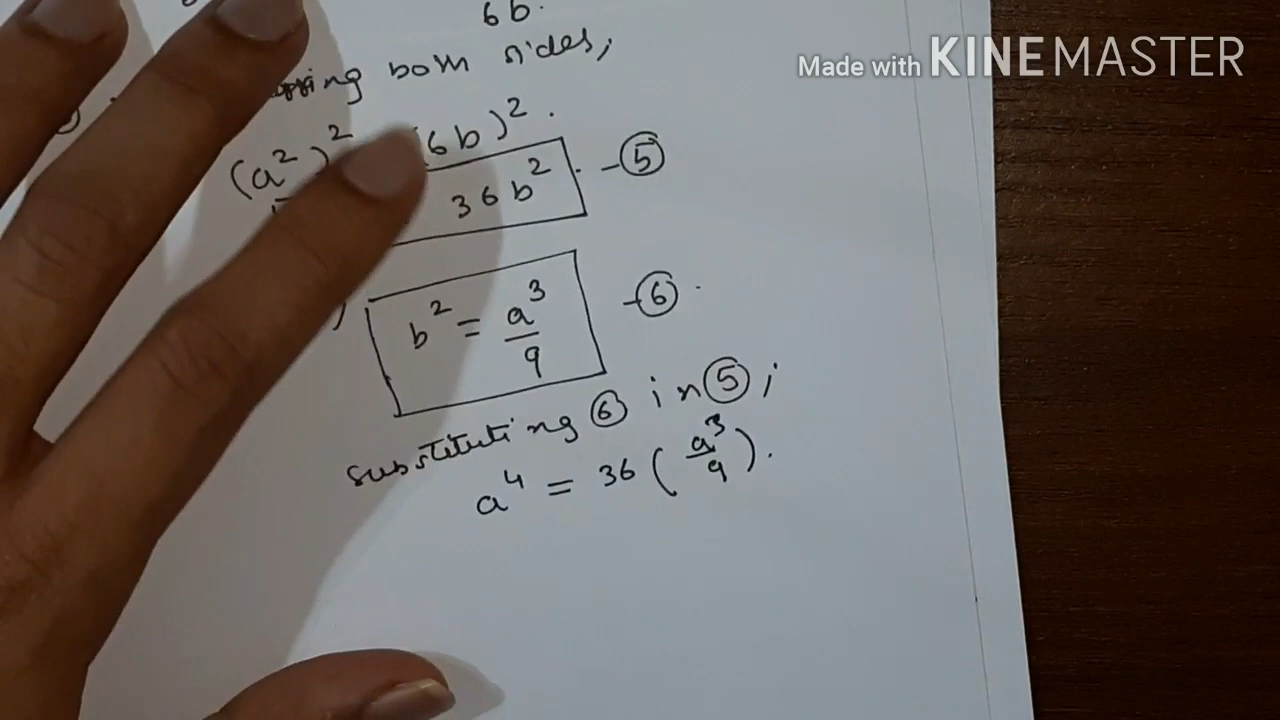 6b.
both sides;
Made with KINEMASTER
(a²)² 6b)².
36b² -⑤
b² = a³/9 -⑥.
substituting ⑥ in ⑤;
a⁴ = 36(a³/9).